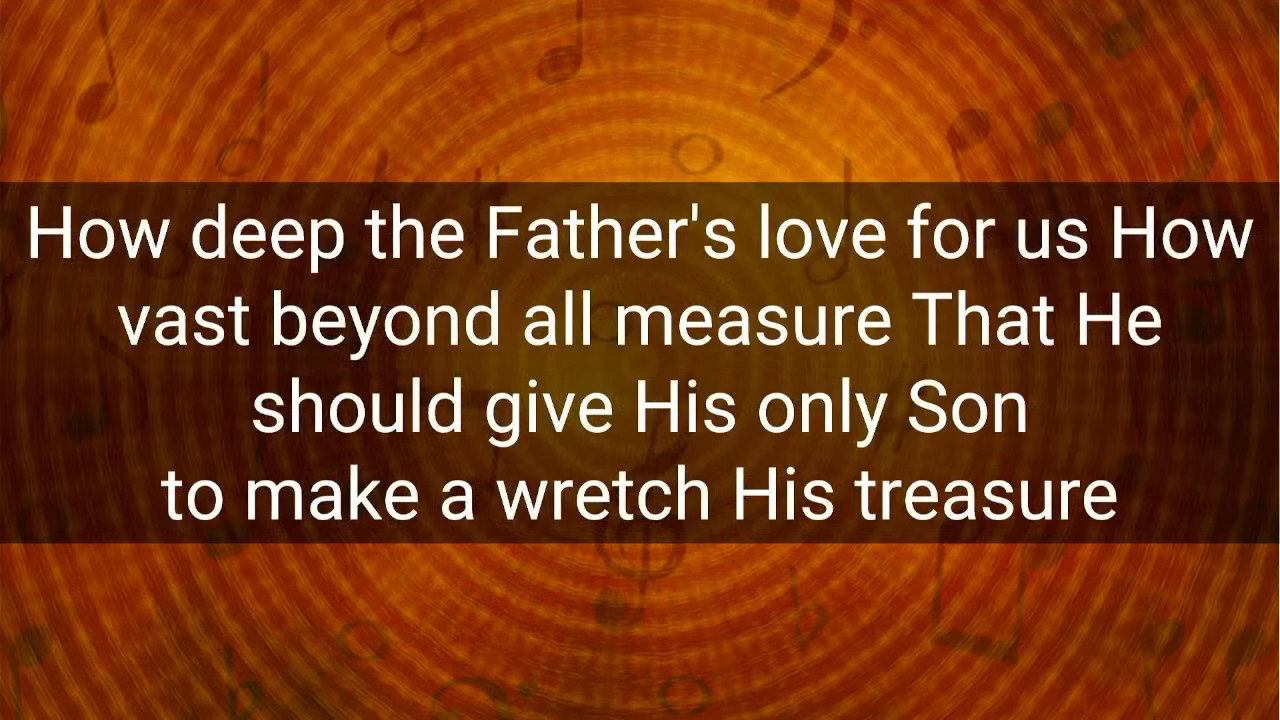 How deep the Father's love for us How
vast beyond all measure That He
should give His only Son
to make a wretch His treasure